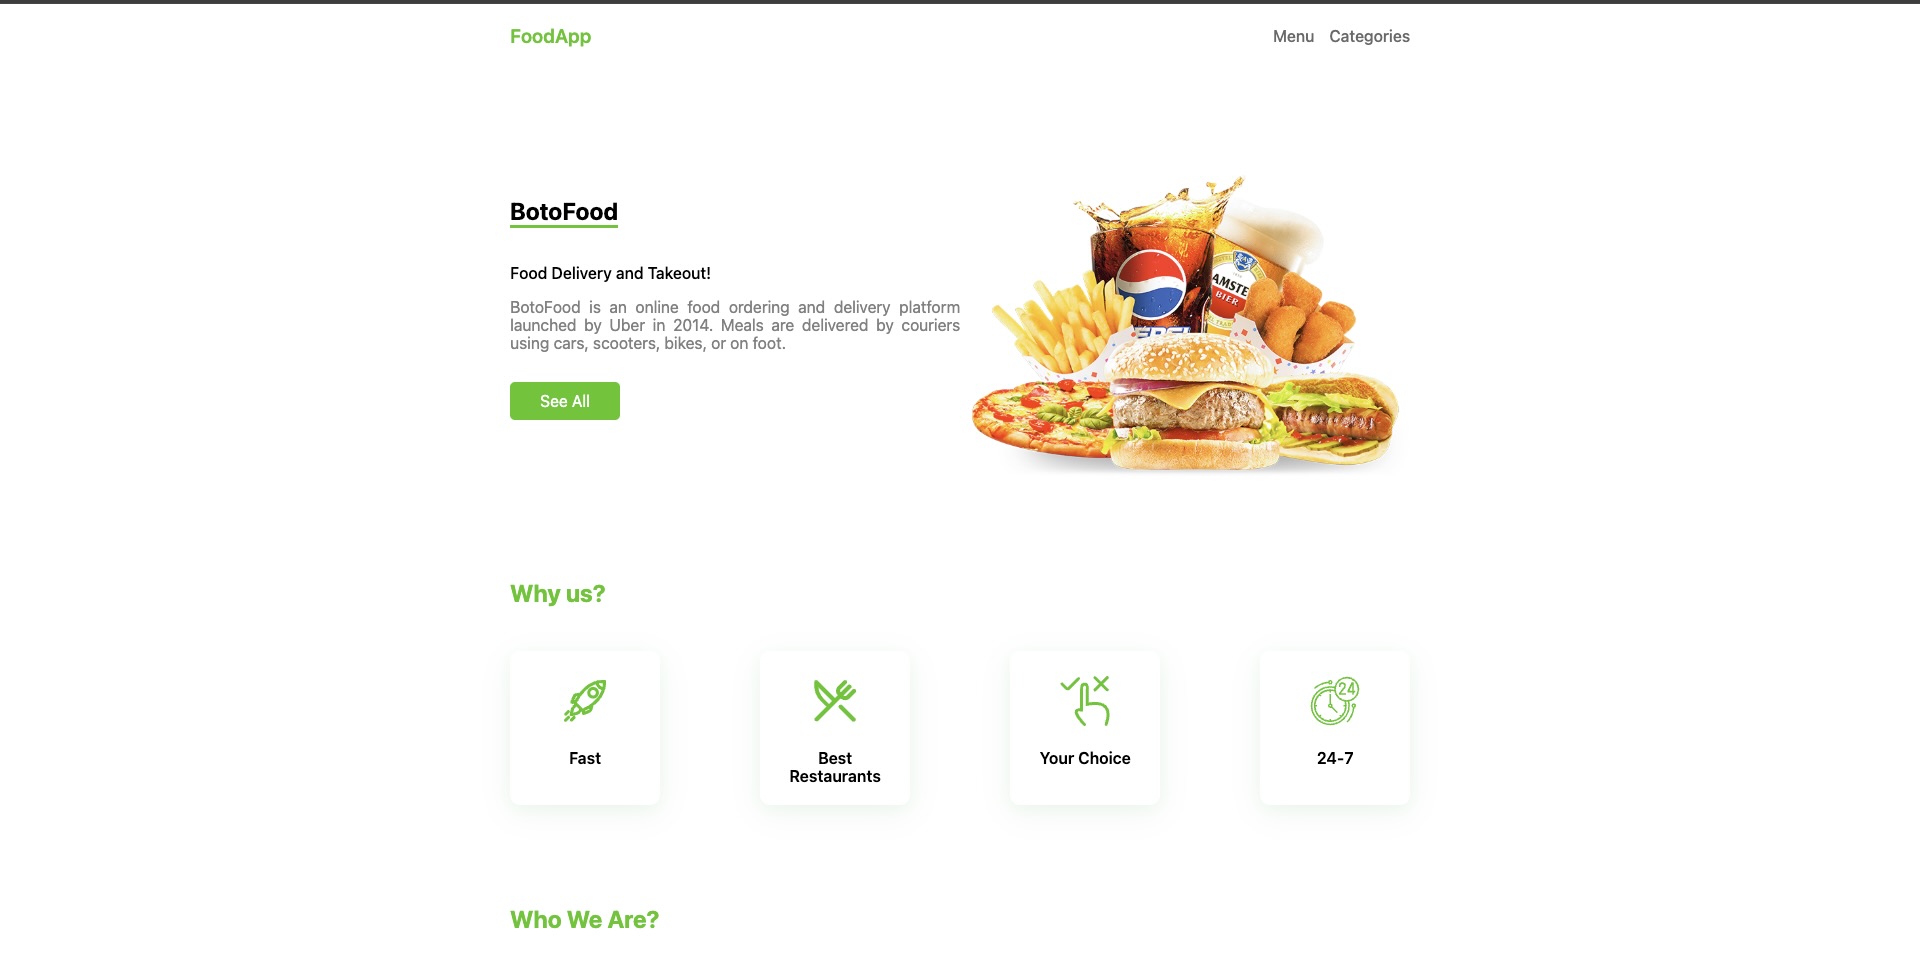 FoodApp
Menu Categories
BotoFood
Food Delivery and Takeout!
BotoFood is an online food ordering and delivery platform
launched by Uber in 2014. Meals are delivered by couriers
using cars, scooters, bikes, or on foot.
See All
AMSTE
BIER
PEPSI
Why us?
24
Fast
Best
Restaurants
Your Choice
24-7
Who We Are?